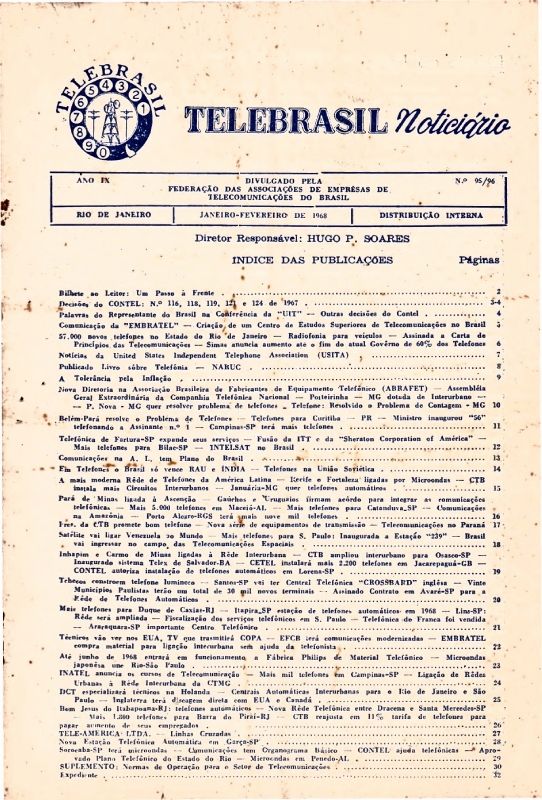 TELEBRASIL
TELEBRASIL Noticiário
ANO IX
DIVULGADO PELA
FEDERAÇÃO DAS ASSOCIAÇÕES DE EMPRÊSAS DE
TELECOMUNICAÇÕES DO BRASIL
N.º 95/96
RIO DE JANEIRO
JANEIRO-FEVEREIRO DE 1968
DISTRIBUIÇÃO INTERNA
Diretor Responsável: HUGO P. SOARES
INDICE DAS PUBLICAÇÕES Páginas
Bilhete ao Leitor: Um Passo à Frente 2
Decisões do CONTEL: N.º 116, 118, 119, 121 e 124 de 1967 3-4
Palavras do Representante do Brasil na Conferência da "UIT" — Outras decisões do Contel 4
Comunicação da "EMBRATEL" — Criação de um Centro de Estudos Superiores de Telecomunicações no Brasil 5
57.000 novos telefones no Estado do Rio de Janeiro — Radiofonia para veículos — Assinada a Carta de
Princípios das Telecomunicações — Simas anuncia aumento até o fim do atual Govêrno de 60% dos Telefones 6
Notícias da United States Independent Telephone Association (USITA) 7
Publicado Livro sôbre Telefonia — NABUC 8
A Tolerância pela Inflação 9
Nova Diretoria na Associação Brasileira de Fabricantes de Equipamento Telefônico (ABRAFET) — Assembléia
Geral Extraordinária da Companhia Telefônica Nacional — Porteirinha — MG dotada de Interurbano —
— P. Nova - MG quer resolver problema de telefones - Telefone: Resolvido o Problema de Contagem - MG 10
Belém-Pará resolve o Problema de Telefones — Telefones para Curitiba — PR — Ministro inaugurou "56"
telefonando a Assinante n.º 1 — Campinas-SP terá mais telefones 11
Telefônica de Fartura-SP expande seus serviços — Fusão da ITT e da "Sheraton Corporation of América" —
Mais telefones para Bilac-SP — INTELSAT no Brasil 12
Comunicações na A. L. tem Plano do Brasil 13
Em Telefones o Brasil só vence RAU e INDIA — Telefones na União Soviética 14
A mais moderna Rêde de Telefones da América Latina — Recife e Fortaleza ligadas por Microondas — CTB
instala mais Circuitos Interurbanos — Januária-MG quer telefones automáticos 15
Pará de Minas ligada à Ascenção — Gaúchos e Uruguaios firmam acôrdo para integrar as comunicações
telefônicas — Mais 5.000 telefones em Maceió-AL — Mais telefones para Catanduva SP — Comunicações
na Amazônia — Porto Alegre-RGS terá mais nove mil telefones 16
Pres. da CTB promete bom telefone — Nova série de equipamentos de transmissão — Telecomunicações no Paraná 17
Satélite vai ligar Venezuela ao Mundo — Mais telefones para S. Paulo: Inaugurada a Estação "239" — Brasil
vai ingressar no campo das Telecomunicações Espaciais 18
Inhapim e Carmo de Minas ligadas à Rêde Interurbana — CTB ampliou interurbano para Osasco-SP —
Inaugurado sistema Telex de Salvador-BA — CETEL instalará mais 2.200 telefones em Jacarepaguá-GB —
CONTEL autoriza instalação de telefones automáticos em Lorena-SP 19
Tchecos constroem telefone luminoso — Santos-SP vai ter Central Telefônica "CROSSBARD" inglêsa — Vinte
Municípios Paulistas terão um total de 30 mil novos terminais — Assinado Contrato em Avaré-SP para a
Rêde de Telefones Automáticos 20
Mais telefones para Duque de Caxias-RJ — Itapira SP estação de telefones automáticos em 1968 — Lins-SP:
Rêde terá ampliada — Fiscalização dos serviços telefônicos em S. Paulo — Telefônica de Franca foi vendida
— Araraquara-SP importante Centro Telefônico 21
Técnicos vão ver nos EUA, TV que transmitirá COPA — EFCB terá comunicações modernizadas — EMBRATEL
compra material para ligação interurbana sem ajuda da telefonista 22
Até junho de 1968 entrará em funcionamento a Fábrica Philips de Material Telefônico — Microondas
japonêsa une Rio-São Paulo 23
INATEL anuncia os cursos de Telecomunicação — Mais mil telefones em Campinas-SP — Ligação de Rêdes
Urbanas à Rêde Interurbana da CTMG 24
DCT especializará técnicos na Holanda — Centrais Automáticas Interurbanas para o Rio de Janeiro e São
Paulo — Inglaterra terá discagem direta com EUA e Canadá 25
Bom Jesus do Itabapoana-RJ: telefones automáticos — Nova Rêde Telefônica entre Dracena e Santa Mercedes-SP
— Mais 1.800 telefones para Barra do Piraí-RJ — CTB reajusta em 11% tarifa de telefones para
pagar aumento de seus empregados 26
TELE-AMÉRICA LTDA. — Linhas Cruzadas 27
Nova Estação Telefônica Automática em Garça-SP 28
Sorocaba-SP terá microondas — Comunicações tem Organograma Básico — CONTEL ajuda telefônicas — Apro-
vado Plano Telefônico do Estado do Rio — Microondas em Penedo-AL 29
SUPLEMENTO: Normas de Operação para o Setor de Telecomunicações 30
Expediente 32